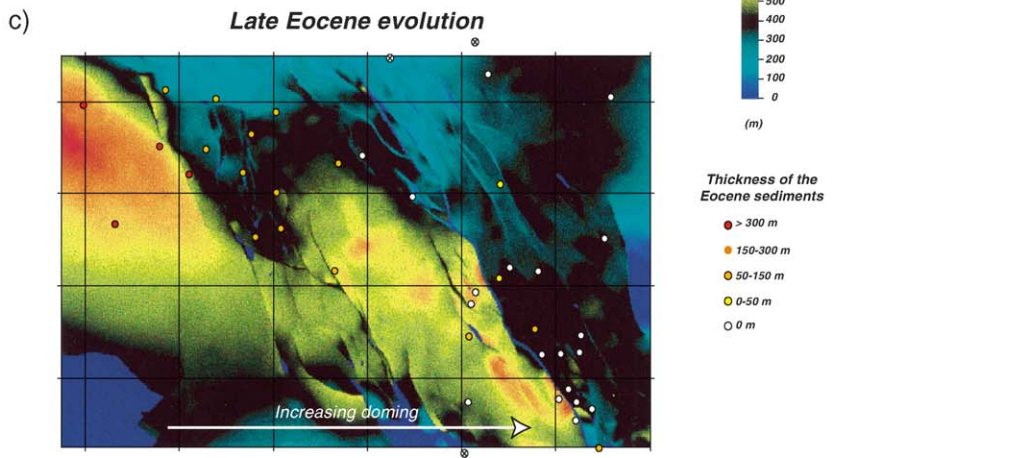 c)
Late Eocene evolution
Increasing doming
500
400
300
200
100
0
(m)
Thickness of the
Eocene sediments
> 300 m
150-300 m
50-150 m
0-50 m
0 m